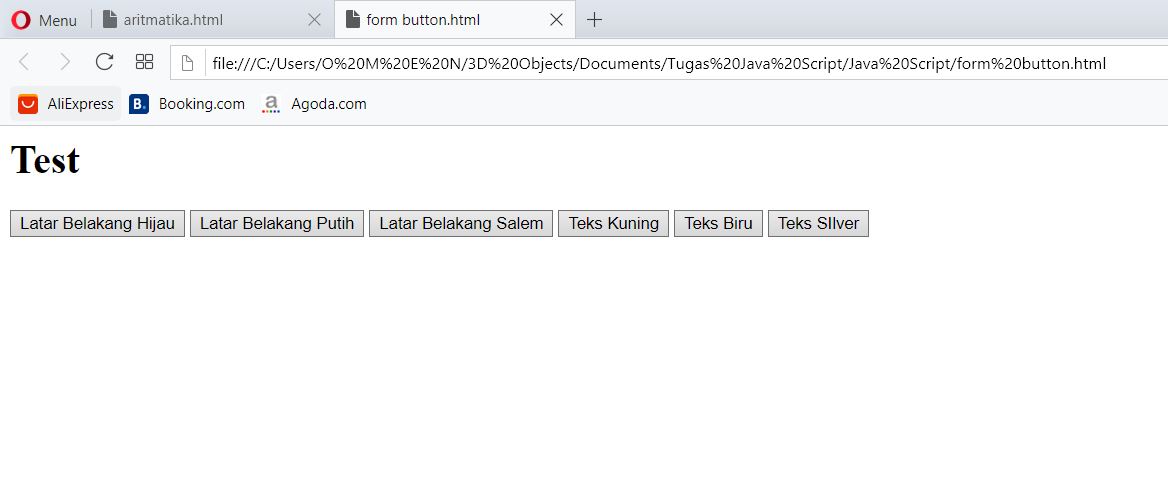 Menu aritmatika.html form button.html
file:///C:/Users/O%20M%20E%20N/3D%20Objects/Documents/Tugas%20Java%20Script/Java%20Script/form%20button.html
AliExpress B. Booking.com a Agoda.com
Test
Latar Belakang Hijau Latar Belakang Putih Latar Belakang Salem Teks Kuning Teks Biru Teks SIlver